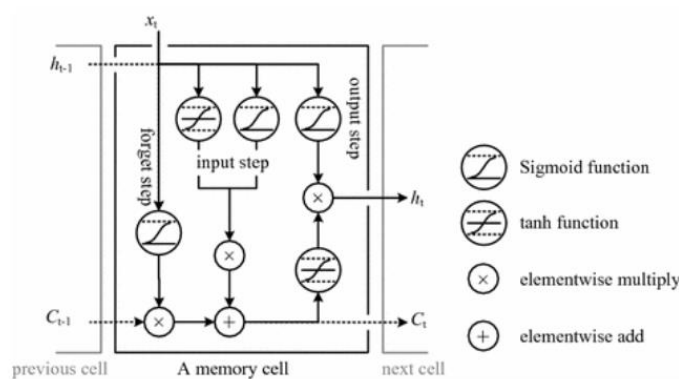 xt
ht-1
forget step
input step
output step
ht
Ct-1
Ct
previous cell
A memory cell
next cell
Sigmoid function
tanh function
elementwise multiply
elementwise add